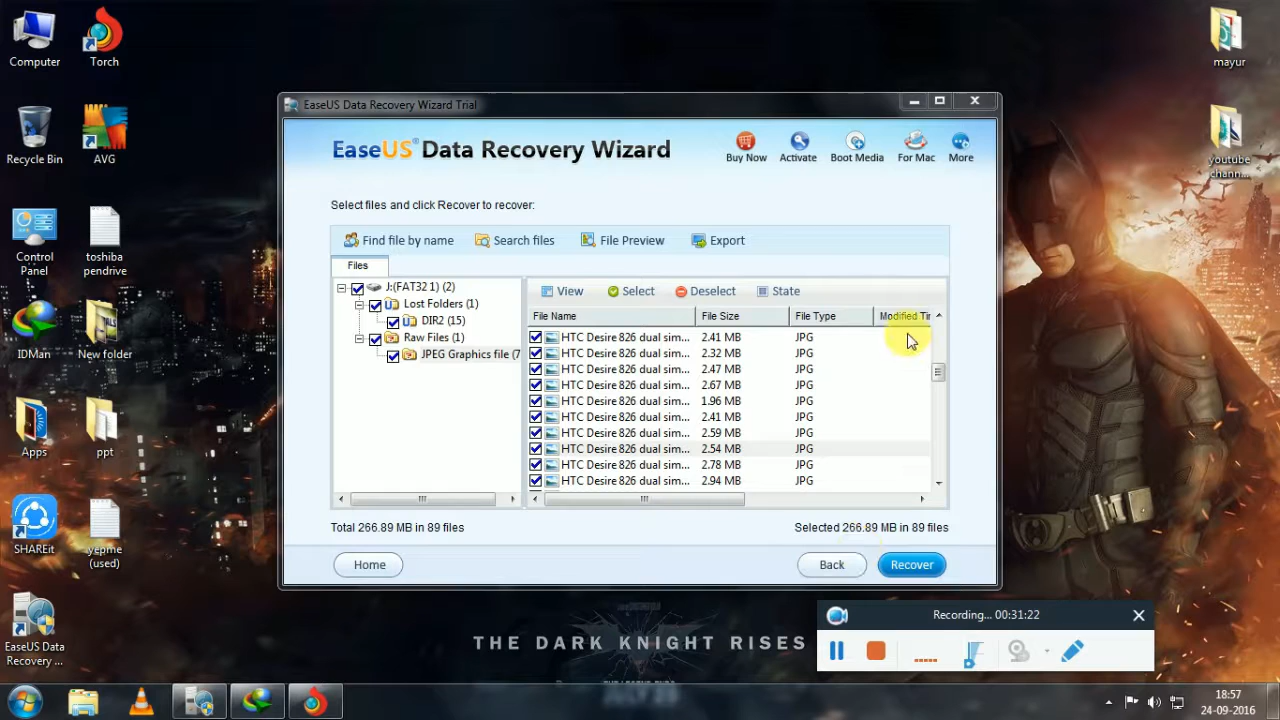 Computer
Torch
mayur
Recycle Bin
AVG
youtube
chann...
Control
Panel
toshiba
pendrive
IDMan
New folder
Apps
ppt
SHAREit
yepme
(used)
EaseUS Data
Recovery ...
EaseUS Data Recovery Wizard Trial
EaseUS® Data Recovery Wizard
Buy Now
Activate
Boot Media
For Mac
More
Select files and click Recover to recover:
Find file by name
Search files
File Preview
Export
Files
J:(FAT32 1) (2)
Lost Folders (1)
DIR2 (15)
Raw Files (1)
JPEG Graphics file (7
View
Select
Deselect
State
File Name File Size File Type Modified Tir
HTC Desire 826 dual sim... 2.41 MB JPG
HTC Desire 826 dual sim... 2.32 MB JPG
HTC Desire 826 dual sim... 2.47 MB JPG
HTC Desire 826 dual sim... 2.67 MB JPG
HTC Desire 826 dual sim... 1.96 MB JPG
HTC Desire 826 dual sim... 2.41 MB JPG
HTC Desire 826 dual sim... 2.59 MB JPG
HTC Desire 826 dual sim... 2.54 MB JPG
HTC Desire 826 dual sim... 2.78 MB JPG
HTC Desire 826 dual sim... 2.94 MB JPG
Total 266.89 MB in 89 files
Selected 266.89 MB in 89 files
Home
Back
Recover
Recording... 00:31:22
THE DARK KNIGHT RISES
18:57
24-09-2016